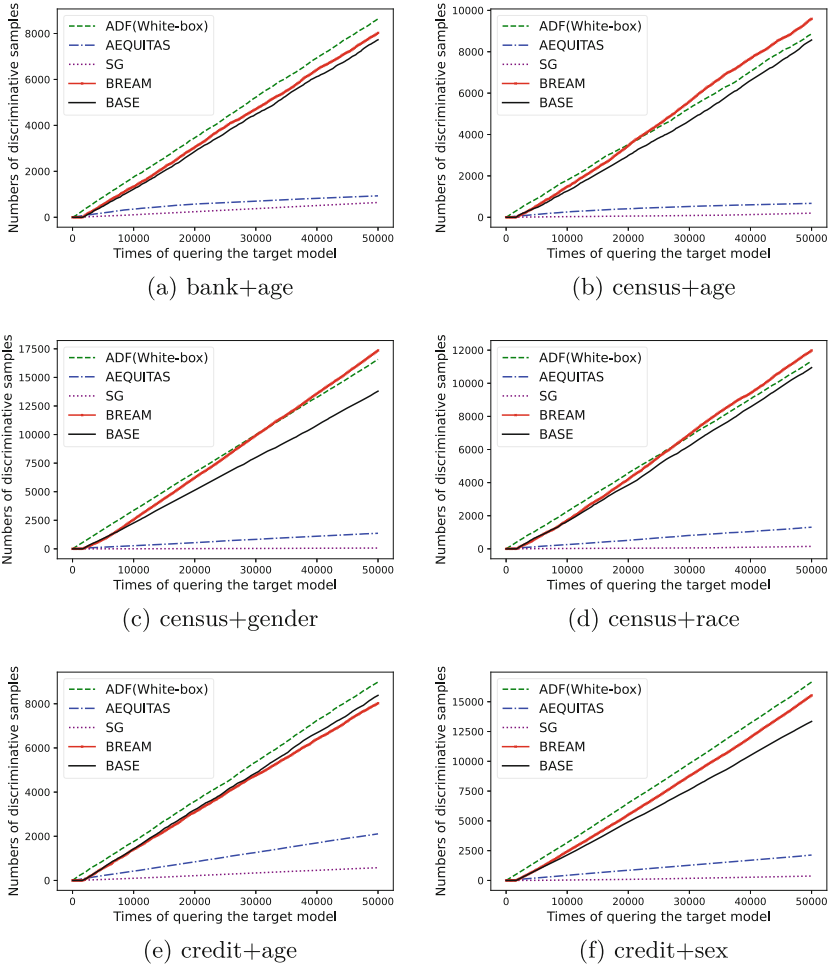 Numbers of discriminative samples
8000
6000
4000
2000
0
ADF(White-box)
AEQUITAS
SG
BREAM
BASE
0 10000 20000 30000 40000 50000
Times of quering the target model
(a) bank+age
Numbers of discriminative samples
10000
8000
6000
4000
2000
0
ADF(White-box)
AEQUITAS
SG
BREAM
BASE
0 10000 20000 30000 40000 50000
Times of quering the target model
(b) census+age
Numbers of discriminative samples
17500
15000
12500
10000
7500
5000
2500
0
ADF(White-box)
AEQUITAS
SG
BREAM
BASE
0 10000 20000 30000 40000 50000
Times of quering the target model
(c) census+gender
Numbers of discriminative samples
12000
10000
8000
6000
4000
2000
0
ADF(White-box)
AEQUITAS
SG
BREAM
BASE
0 10000 20000 30000 40000 50000
Times of quering the target model
(d) census+race
Numbers of discriminative samples
8000
6000
4000
2000
0
ADF(White-box)
AEQUITAS
SG
BREAM
BASE
0 10000 20000 30000 40000 50000
Times of quering the target model
(e) credit+age
Numbers of discriminative samples
15000
12500
10000
7500
5000
2500
0
ADF(White-box)
AEQUITAS
SG
BREAM
BASE
0 10000 20000 30000 40000 50000
Times of quering the target model
(f) credit+sex